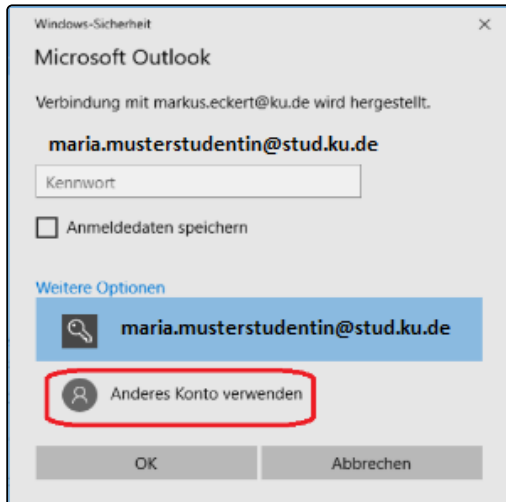 Windows-Sicherheit
Microsoft Outlook
Verbindung mit markus.eckert@ku.de wird hergestellt.
maria.musterstudentin@stud.ku.de
Kennwort
Anmeldedaten speichern
Weitere Optionen
maria.musterstudentin@stud.ku.de
Anderes Konto verwenden
OK Abbrechen